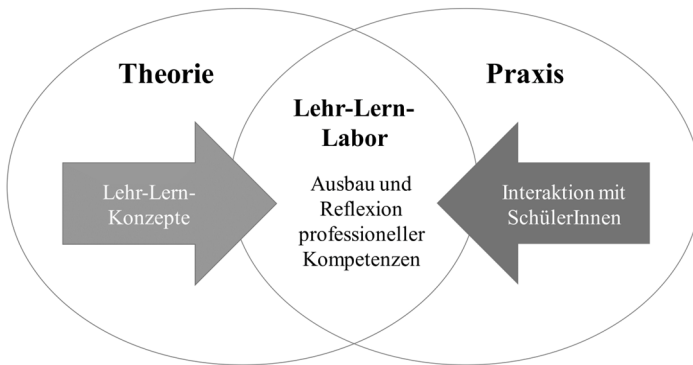 Theorie
Praxis
Lehr-Lern-
Labor
Lehr-Lern-
Konzepte
Ausbau und
Reflexion
professioneller
Kompetenzen
Interaktion mit
SchülerInnen